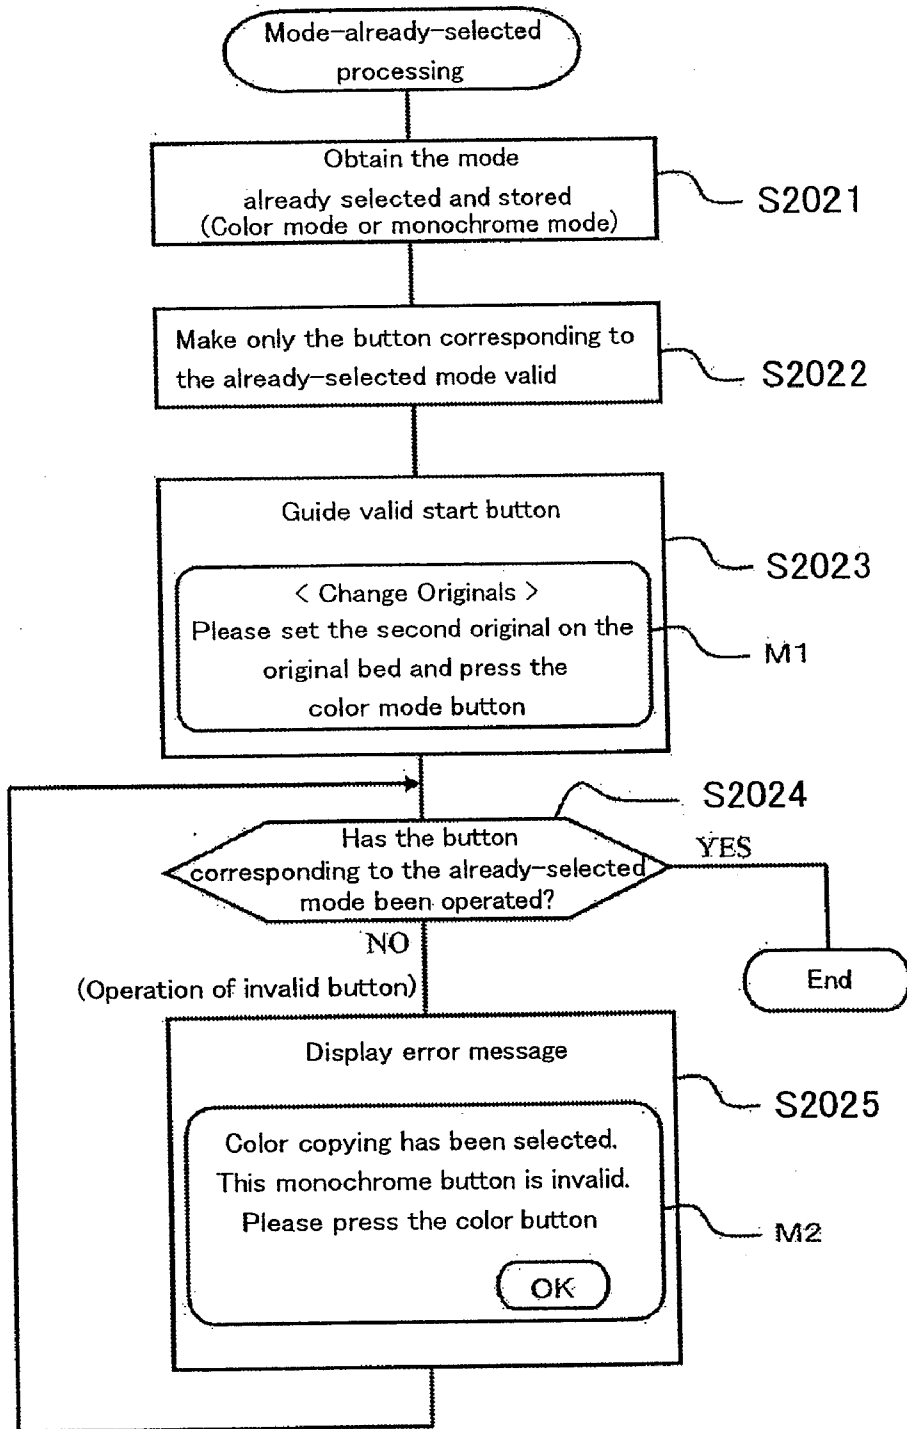 Mode-already-selected
processing
Obtain the mode
already selected and stored
(Color mode or monochrome mode)
S2021
Make only the button corresponding to
the already-selected mode valid
S2022
Guide valid start button
S2023
< Change Originals >
Please set the second original on the
original bed and press the
color mode button
M1
S2024
Has the button
corresponding to the already-selected
mode been operated?
YES
NO
(Operation of invalid button)
End
Display error message
S2025
Color copying has been selected.
This monochrome button is invalid.
Please press the color button
M2
OK